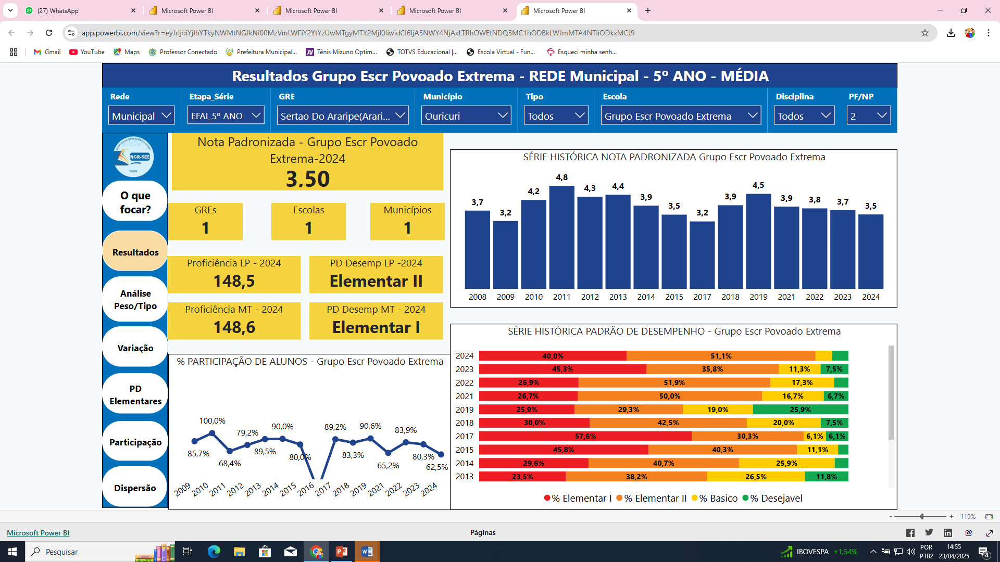 (27) WhatsApp
Microsoft Power BI
Microsoft Power BI
Microsoft Power BI
Microsoft Power BI
Gmail
YouTube
Maps
Professor Conectado
Prefeitura Municipal...
Tênis Mizuno Optim...
TOTVS Educacional |...
Escola Virtual - Fun...
Esqueci minha senh...
Resultados Grupo Escr Povoado Extrema - REDE Municipal - 5º ANO - MÉDIA
Rede
Etapa_Série
GRE
Município
Tipo
Escola
Disciplina
PF/NP
Municipal
EFAI_5º ANO
Sertao Do Araripe(Arari...
Ouricuri
Todos
Grupo Escr Povoado Extrema
Todos
2
NGR-SEE
O que
focar?
Resultados
Análise
Peso/Tipo
Variação
PD
Elementares
Participação
Dispersão
Nota Padronizada - Grupo Escr Povoado
Extrema-2024
3,50
GREs
1
Escolas
1
Municípios
1
Proficiência LP - 2024
148,5
PD Desemp LP -2024
Elementar II
Proficiência MT - 2024
148,6
PD Desemp MT - 2024
Elementar I
% PARTICIPAÇÃO DE ALUNOS - Grupo Escr Povoado Extrema
85,7%
100,0%
68,4%
79,2%
89,5%
90,0%
80,0%
89,2%
83,3%
90,6%
65,2%
83,9%
80,3%
62,5%
2009
2010
2011
2012
2013
2014
2015
2016
2017
2018
2019
2021
2022
2023
2024
SÉRIE HISTÓRICA NOTA PADRONIZADA Grupo Escr Povoado Extrema
3,7
3,2
4,2
4,8
4,3
4,4
3,9
3,5
3,2
3,9
4,5
3,9
3,8
3,7
3,5
2008
2009
2010
2011
2012
2013
2014
2015
2017
2018
2019
2021
2022
2023
2024
SÉRIE HISTÓRICA PADRÃO DE DESEMPENHO - Grupo Escr Povoado Extrema
2024 40,0% 51,1%
2023 45,3% 35,8% 11,3% 7,5%
2022 26,9% 51,9% 17,3%
2021 26,7% 50,0% 16,7% 6,7%
2019 25,9% 29,3% 19,0% 25,9%
2018 30,0% 42,5% 20,0% 7,5%
2017 57,6% 30,3% 6,1% 6,1%
2015 45,8% 40,3% 11,1%
2014 29,6% 40,7% 25,9%
2013 23,5% 38,2% 26,5% 11,8%
% Elementar I % Elementar II % Basico % Desejavel
- + 119%
Microsoft Power BI
Páginas
Pesquisar
IBOVESPA +1,54%
POR
PTB2
14:55
23/04/2025
4